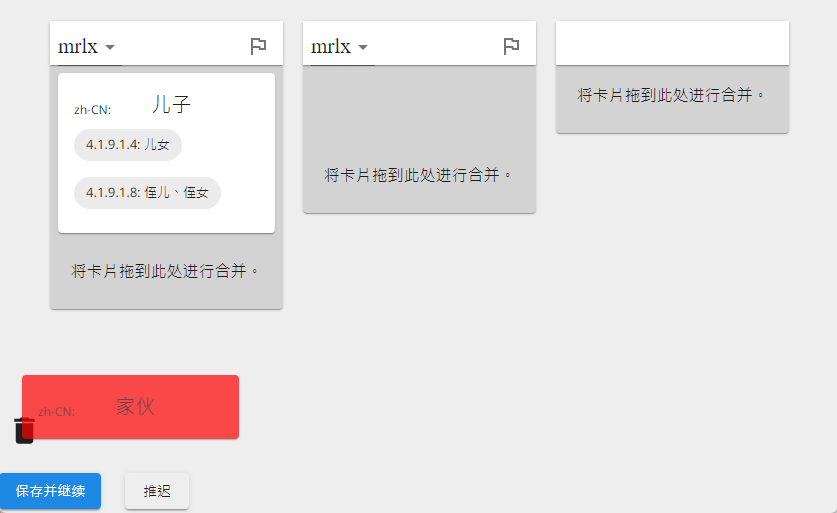 mrlx
mrlx
zh-CN: 儿子
4.1.9.1.4: 儿女
4.1.9.1.8: 侄儿、侄女
将卡片拖到此处进行合并。
将卡片拖到此处进行合并。
将卡片拖到此处进行合并。
zh-CN: 家伙
保存并继续
推迟